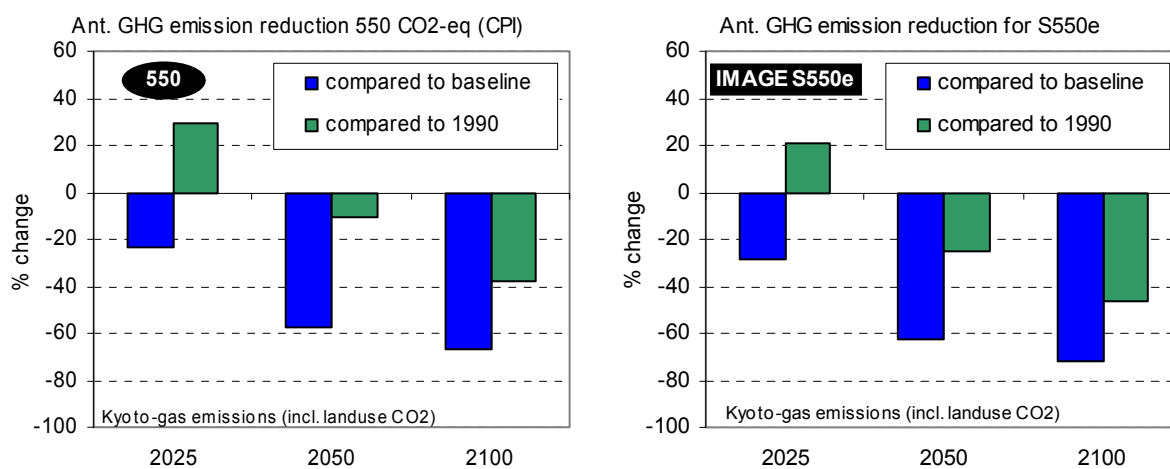 Ant. GHG emission reduction 550 CO2-eq (CPI)
60
40
20
0
-20
-40
-60
-80
-100
% change
550
compared to baseline
compared to 1990
Kyoto-gas emissions (incl. landuse CO2)
2025 2050 2100
Ant. GHG emission reduction for S550e
60
40
20
0
-20
-40
-60
-80
-100
% change
IMAGE S550e
compared to baseline
compared to 1990
Kyoto-gas emissions (incl. landuse CO2)
2025 2050 2100